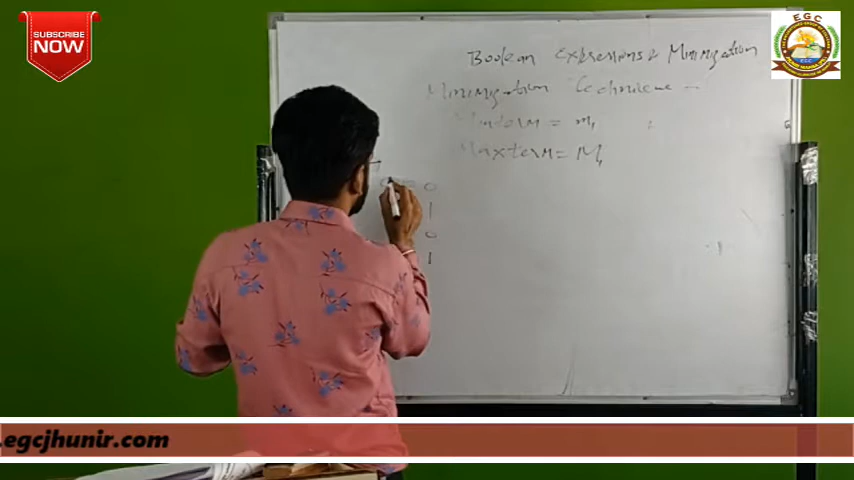 SUBSCRIBE
NOW
EGC
Boolean Expressions & Minimization
Minimization Technique -
Minterm = m,
Maxterm = M,
0
1
0
1
.egcjhunir.com